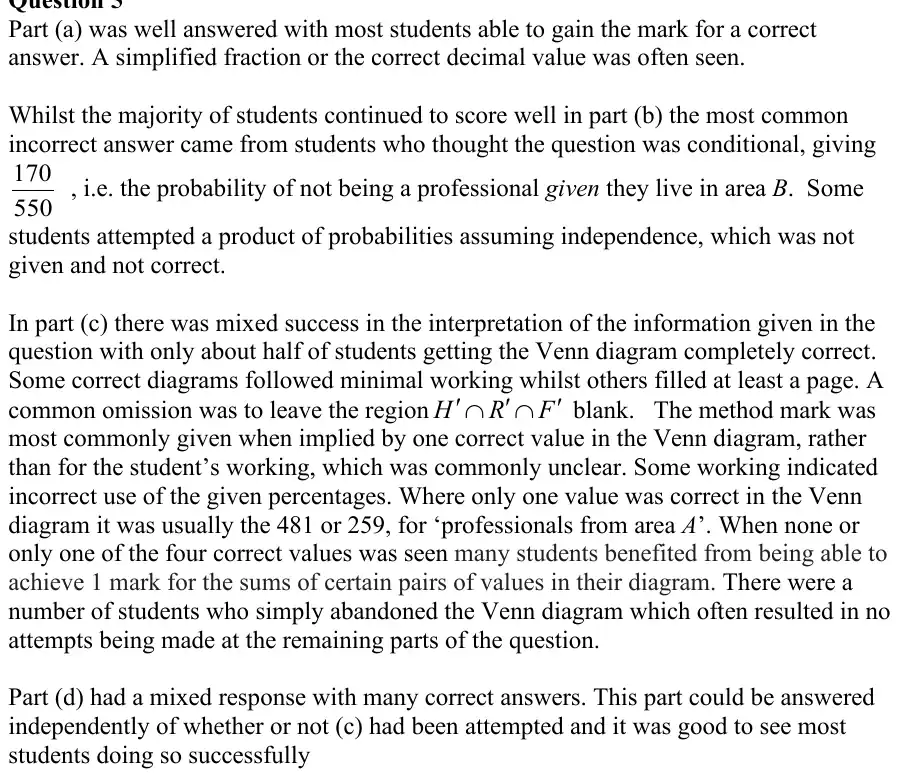 Question 5
Part (a) was well answered with most students able to gain the mark for a correct
answer. A simplified fraction or the correct decimal value was often seen.
Whilst the majority of students continued to score well in part (b) the most common
incorrect answer came from students who thought the question was conditional, giving
170
550
, i.e. the probability of not being a professional given they live in area B. Some
students attempted a product of probabilities assuming independence, which was not
given and not correct.
In part (c) there was mixed success in the interpretation of the information given in the
question with only about half of students getting the Venn diagram completely correct.
Some correct diagrams followed minimal working whilst others filled at least a page. A
common omission was to leave the region H′∩R′∩F′ blank. The method mark was
most commonly given when implied by one correct value in the Venn diagram, rather
than for the student’s working, which was commonly unclear. Some working indicated
incorrect use of the given percentages. Where only one value was correct in the Venn
diagram it was usually the 481 or 259, for ‘professionals from area A’. When none or
only one of the four correct values was seen many students benefited from being able to
achieve 1 mark for the sums of certain pairs of values in their diagram. There were a
number of students who simply abandoned the Venn diagram which often resulted in no
attempts being made at the remaining parts of the question.
Part (d) had a mixed response with many correct answers. This part could be answered
independently of whether or not (c) had been attempted and it was good to see most
students doing so successfully